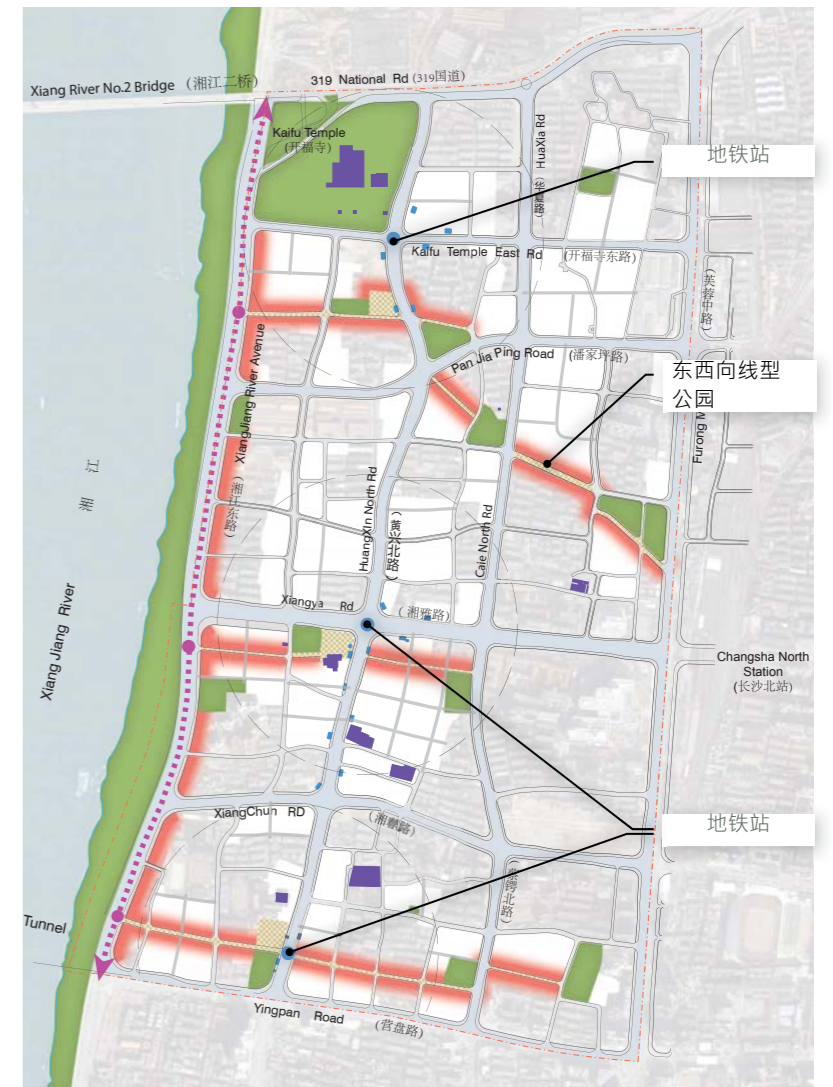 Xiang River No.2 Bridge (湘江二桥)
319 National Rd (319国道)
Kaifu Temple
(开福寺)
HuaXia Rd
(华夏路)
地铁站
Kaifu Temple East Rd (开福寺东路)
(芙蓉中路)
Pan Jia Ping Road (潘家坪路)
东西向线型
公园
XiangJiang River Avenue
(湘江东路)
Furong M
湘江
HuangXin North Rd
(黄兴北路)
Caie North Rd
Xiangya Rd (湘雅路)
Xiang Jiang River
Changsha North
Station
(长沙北站)
XiangChun RD (湘春路)
地铁站
(蔡锷北路)
Tunnel
Yingpan Road (营盘路)